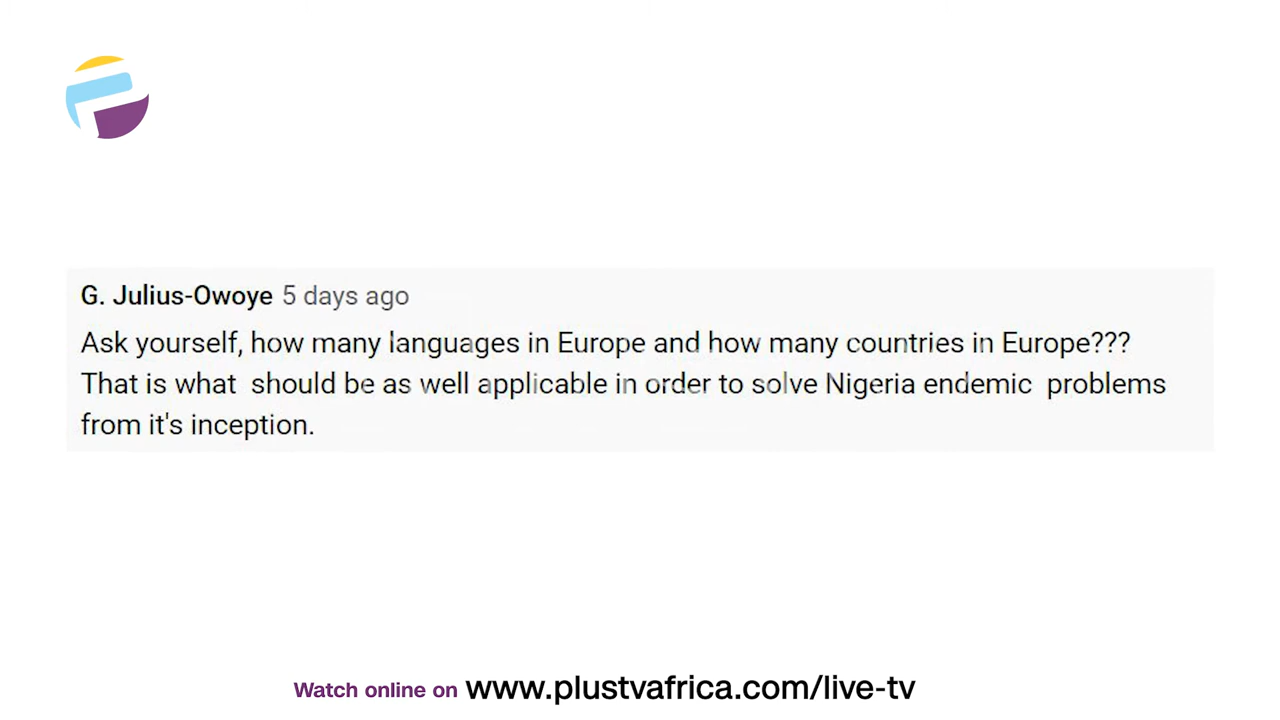 G. Julius-Owoye 5 days ago
Ask yourself, how many languages in Europe and how many countries in Europe???
That is what should be as well applicable in order to solve Nigeria endemic problems
from it's inception.
Watch online on www.plustvafrica.com/live-tv